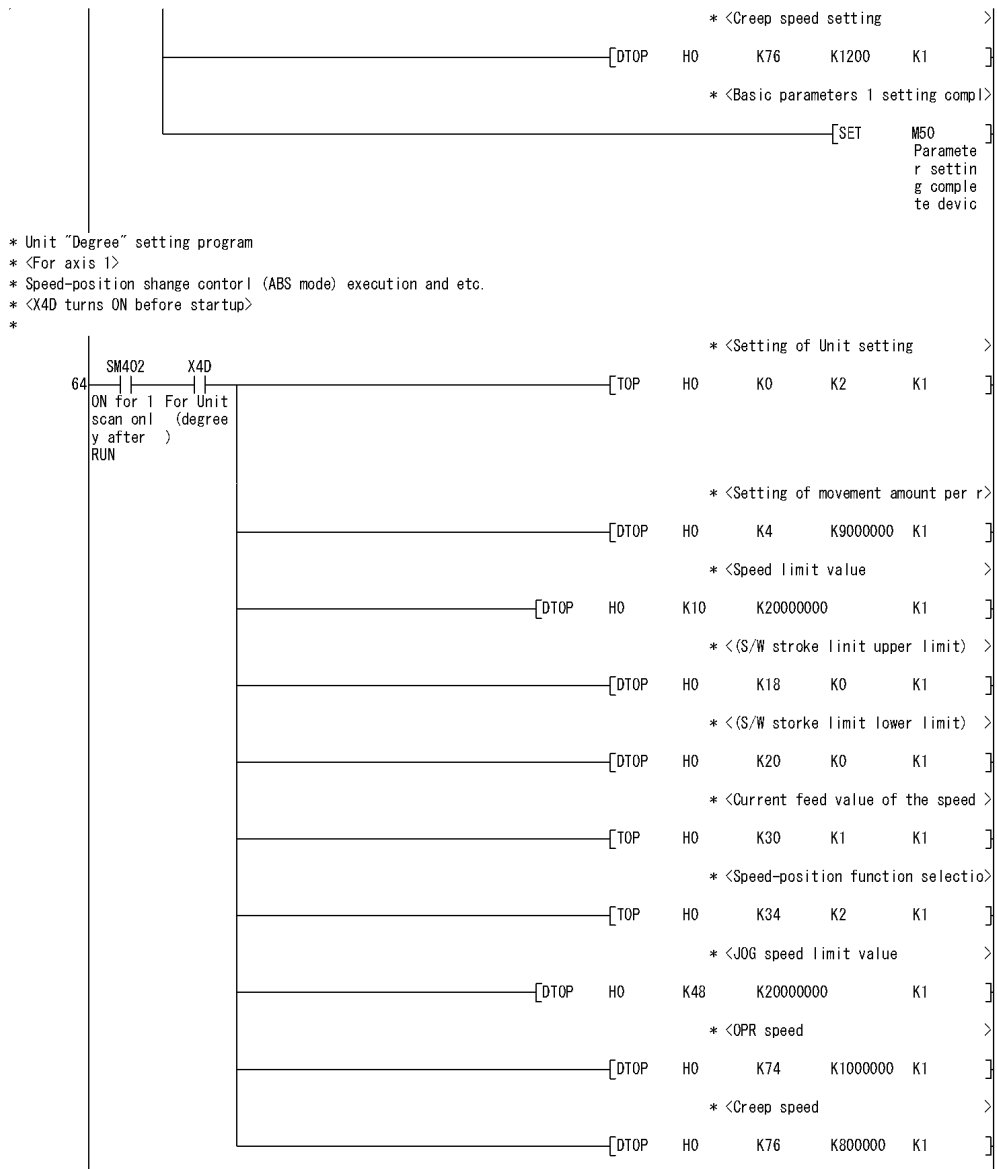 * <Creep speed setting >
[DTOP H0 K76 K1200 K1 ]
* <Basic parameters 1 setting compl>
[SET M50 ]
Paramete
r settin
g comple
te devic
* Unit "Degree" setting program
* <For axis 1>
* Speed-position shange contorl (ABS mode) execution and etc.
* <X4D turns ON before startup>
*
* <Setting of Unit setting >
SM402 X4D
64 [TOP H0 K0 K2 K1 ]
ON for 1 For Unit
scan onl (degree
y after )
RUN
* <Setting of movement amount per r>
[DTOP H0 K4 K9000000 K1 ]
* <Speed limit value >
[DTOP H0 K10 K20000000 K1 ]
* <(S/W stroke linit upper limit) >
[DTOP H0 K18 K0 K1 ]
* <(S/W storke limit lower limit) >
[DTOP H0 K20 K0 K1 ]
* <Current feed value of the speed >
[TOP H0 K30 K1 K1 ]
* <Speed-position function selectio>
[TOP H0 K34 K2 K1 ]
* <JOG speed limit value >
[DTOP H0 K48 K20000000 K1 ]
* <OPR speed >
[DTOP H0 K74 K1000000 K1 ]
* <Creep speed >
[DTOP H0 K76 K800000 K1 ]